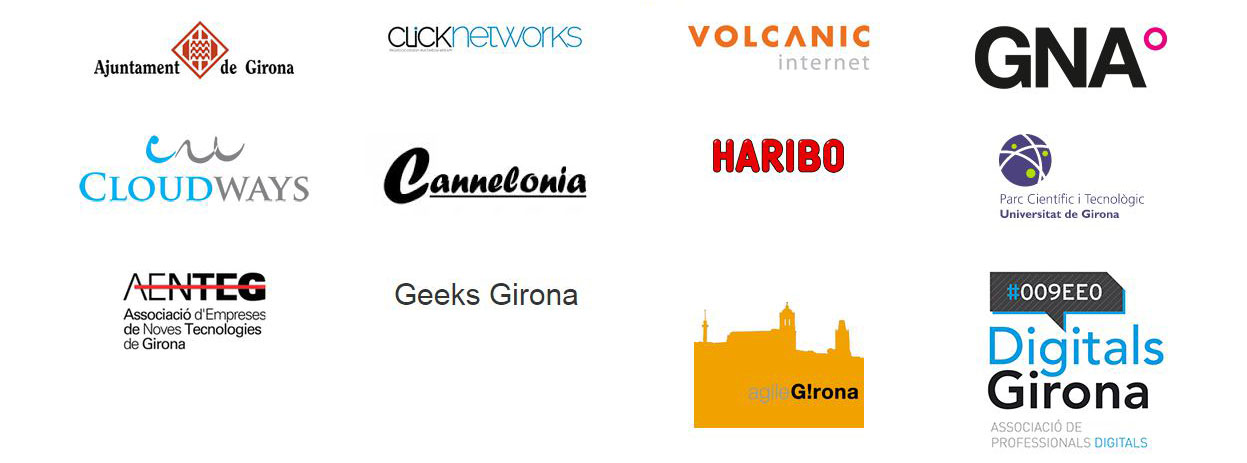 Ajuntament de Girona
clicknetworks
VOLCANIC
internet
GNA
CLOUDWAYS
Cannelonia
HARIBO
Parc Científic i Tecnològic
Universitat de Girona
AENTEG
Associació d'Empreses
de Noves Tecnologies
de Girona
Geeks Girona
agileG!rona
#009EE0
Digitals
Girona
ASSOCIACIÓ DE
PROFESSIONALS DIGITALS